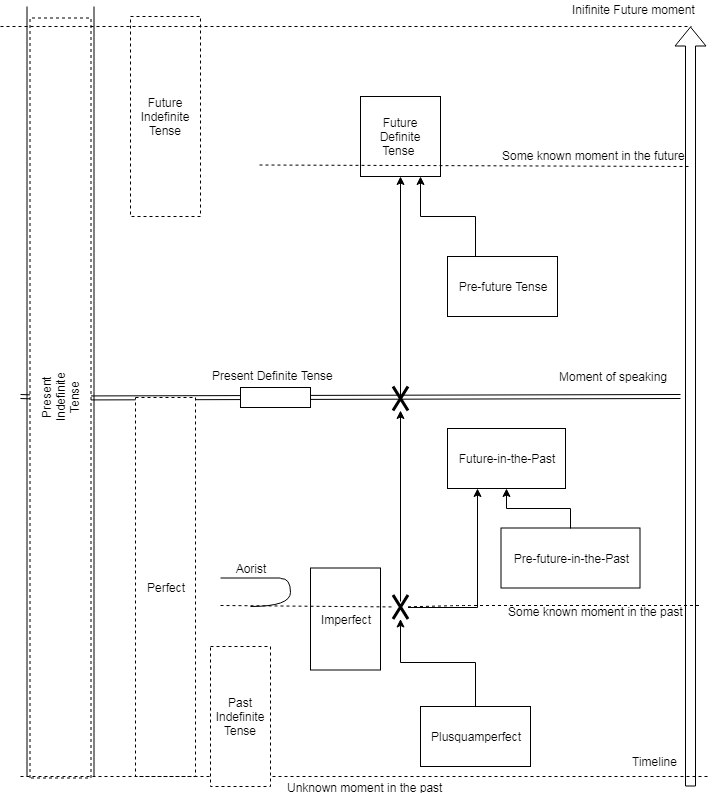 Inifinite Future moment
Future
Indefinite
Tense
Future
Definite
Tense
Some known moment in the future
Pre-future Tense
Present Definite Tense
Moment of speaking
Present
Indefinite
Tense
Future-in-the-Past
Pre-future-in-the-Past
Aorist
Perfect
Imperfect
Some known moment in the past
Past
Indefinite
Tense
Plusquamperfect
Timeline
Unknown moment in the past